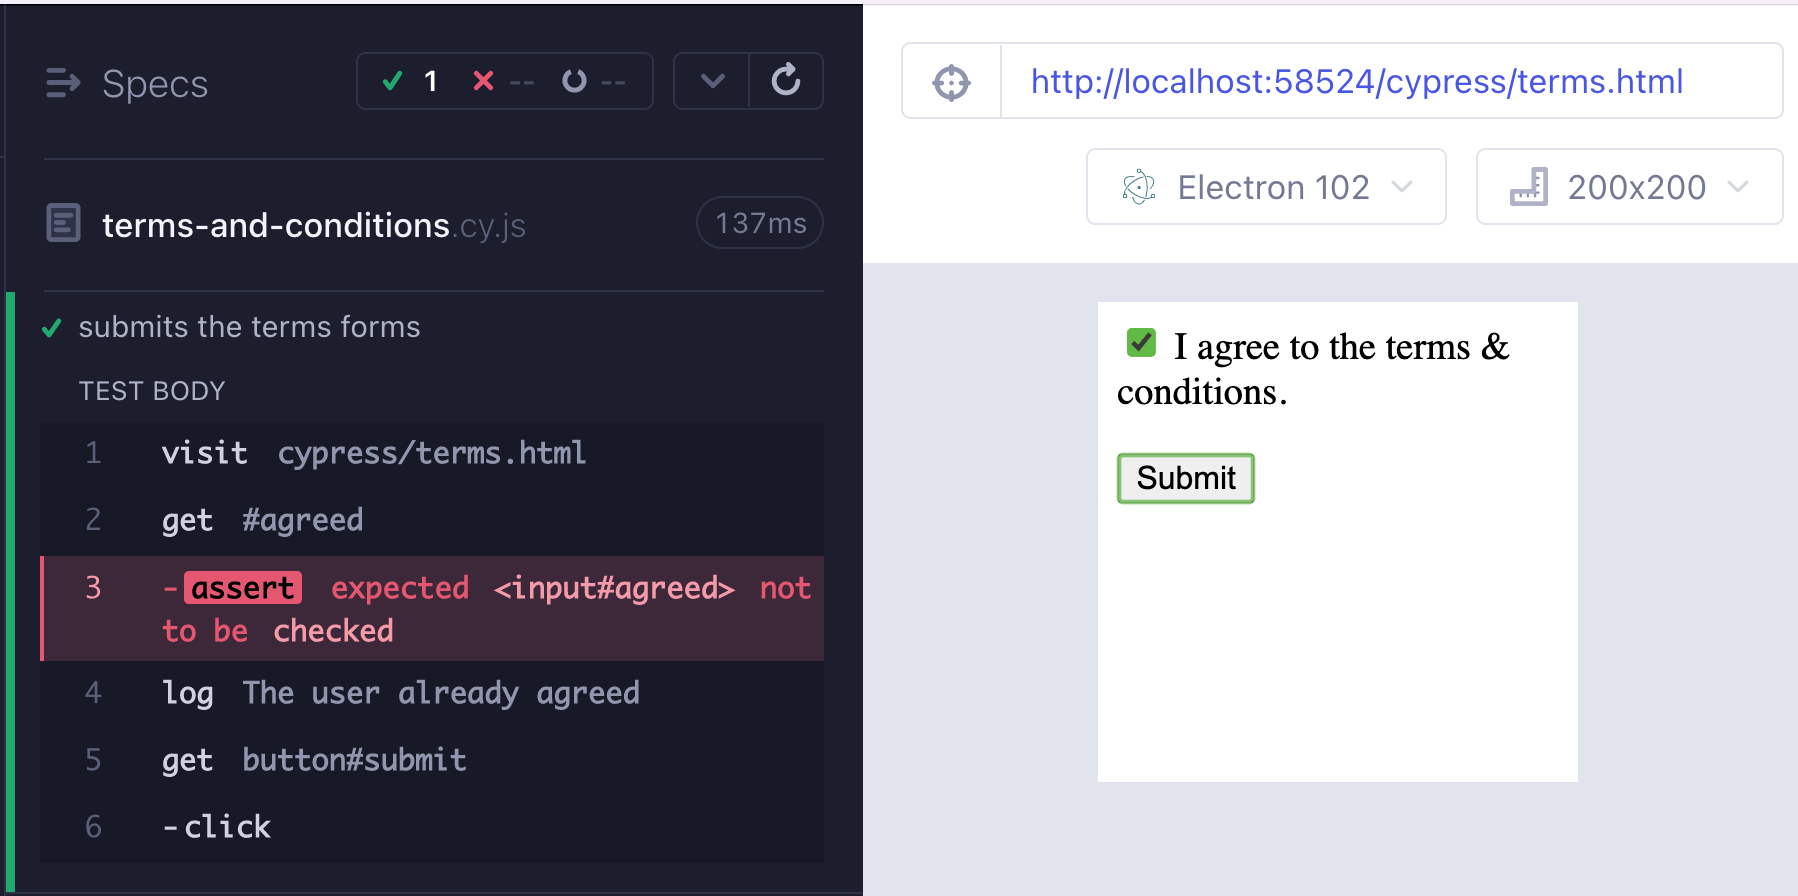 Specs
1 -- --
terms-and-conditions.cy.js 137ms
submits the terms forms
TEST BODY
1 visit cypress/terms.html
2 get #agreed
3 -assert expected <input#agreed> not
to be checked
4 log The user already agreed
5 get button#submit
6 -click
http://localhost:58524/cypress/terms.html
Electron 102
200x200
I agree to the terms &
conditions.
Submit